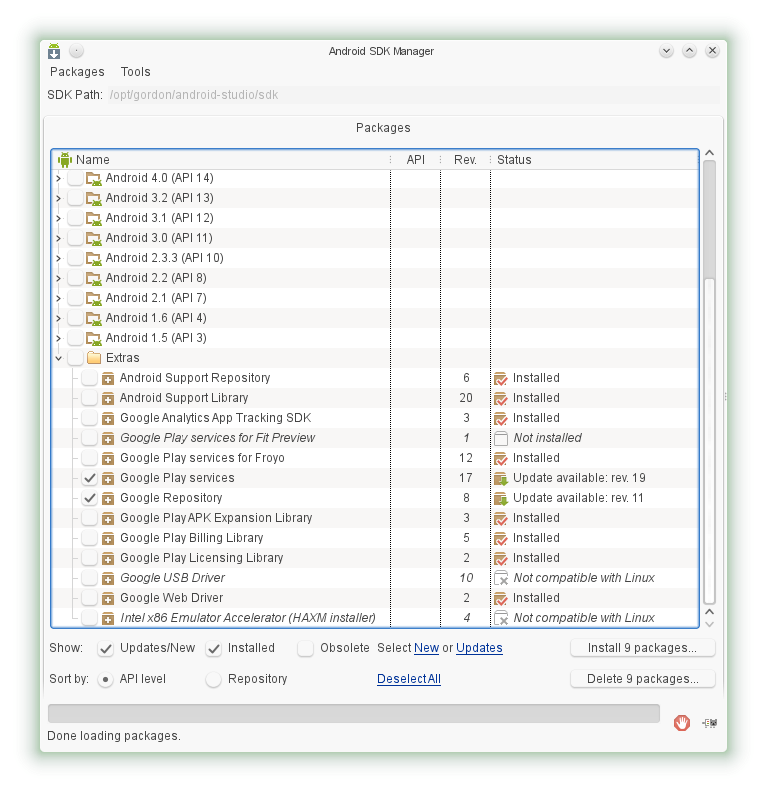 Android SDK Manager
Packages Tools
SDK Path: /opt/gordon/android-studio/sdk
Packages
Name API Rev. Status
Android 4.0 (API 14)
Android 3.2 (API 13)
Android 3.1 (API 12)
Android 3.0 (API 11)
Android 2.3.3 (API 10)
Android 2.2 (API 8)
Android 2.1 (API 7)
Android 1.6 (API 4)
Android 1.5 (API 3)
Extras
Android Support Repository 6 Installed
Android Support Library 20 Installed
Google Analytics App Tracking SDK 3 Installed
Google Play services for Fit Preview 1 Not installed
Google Play services for Froyo 12 Installed
Google Play services 17 Update available: rev. 19
Google Repository 8 Update available: rev. 11
Google Play APK Expansion Library 3 Installed
Google Play Billing Library 5 Installed
Google Play Licensing Library 2 Installed
Google USB Driver 10 Not compatible with Linux
Google Web Driver 2 Installed
Intel x86 Emulator Accelerator (HAXM installer) 4 Not compatible with Linux
Show: Updates/New Installed Obsolete Select New or Updates Install 9 packages...
Sort by: API level Repository Deselect All Delete 9 packages...
Done loading packages.